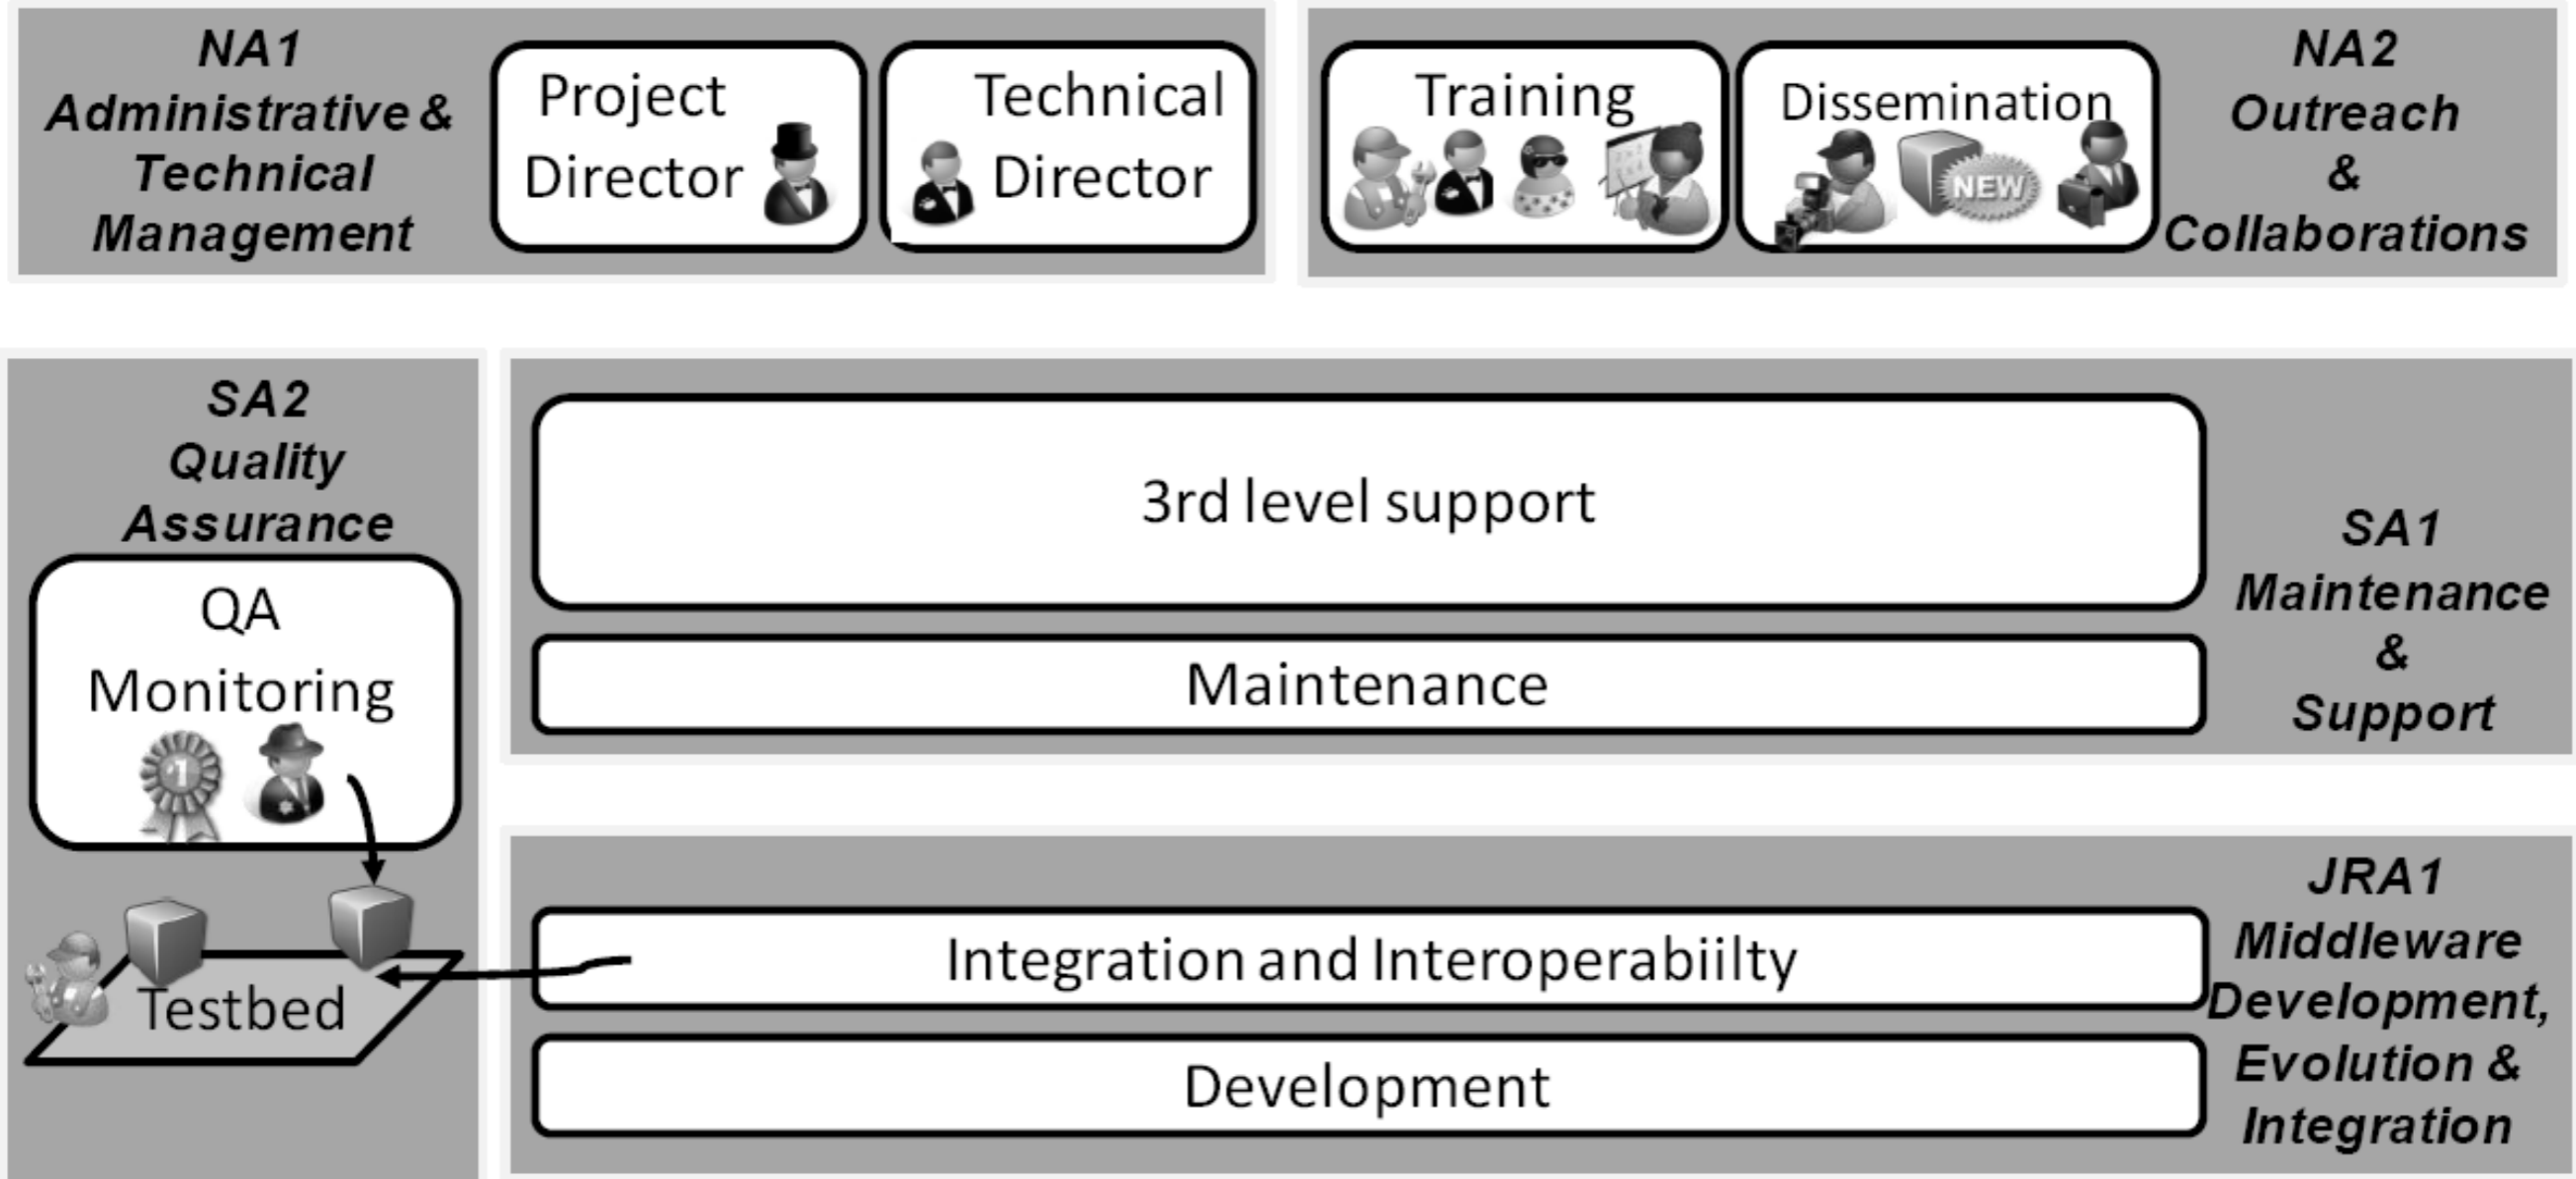 NA1
Administrative &
Technical
Management
Project
Director
Technical
Director
Training
Dissemination
NEW
NA2
Outreach
&
Collaborations
SA2
Quality
Assurance
QA
Monitoring
1
Testbed
3rd level support
Maintenance
SA1
Maintenance
&
Support
Integration and Interoperabiilty
Development
JRA1
Middleware
Development,
Evolution &
Integration